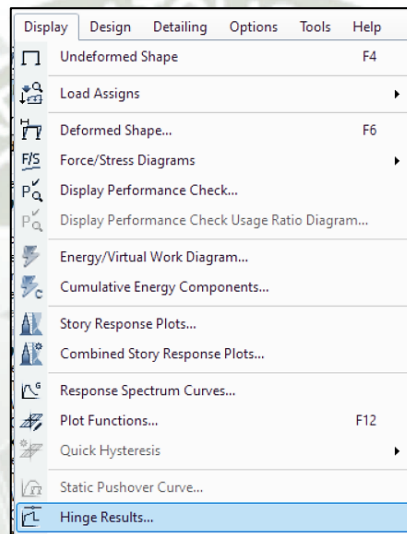 Display Design Detailing Options Tools Help
Undeformed Shape F4
Load Assigns
Deformed Shape... F6
F/S Force/Stress Diagrams
P Display Performance Check...
P Display Performance Check Usage Ratio Diagram...
Energy/Virtual Work Diagram...
C Cumulative Energy Components...
Story Response Plots...
Combined Story Response Plots...
G Response Spectrum Curves...
Plot Functions... F12
Quick Hysteresis
Static Pushover Curve...
Hinge Results...